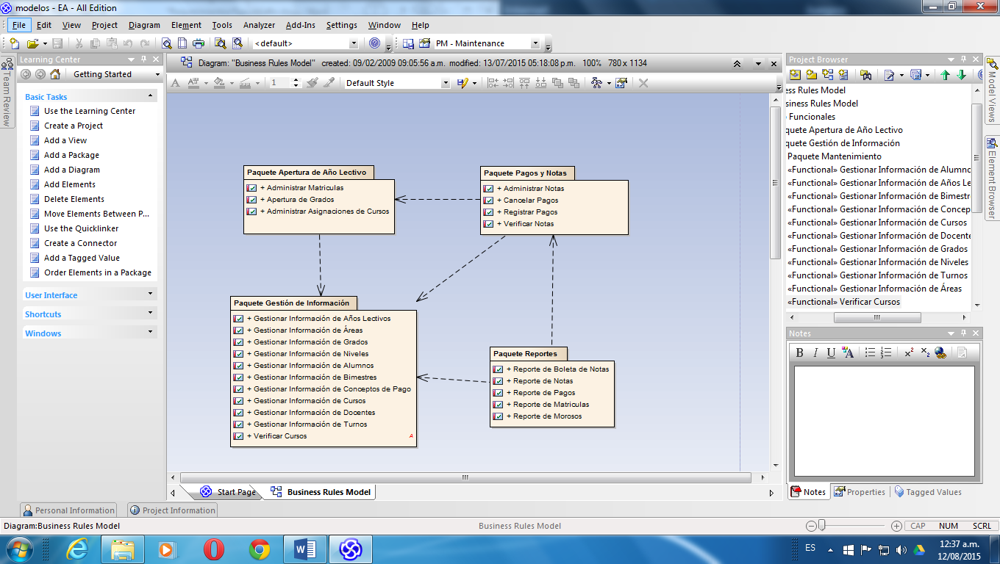 modelos - EA - All Edition
File Edit View Project Diagram Element Tools Analyzer Add-Ins Settings Window Help
<default> PM - Maintenance
Team Review
Learning Center
Getting Started
Basic Tasks
Use the Learning Center
Create a Project
Add a View
Add a Package
Add a Diagram
Add Elements
Delete Elements
Move Elements Between P...
Use the Quicklinker
Create a Connector
Add a Tagged Value
Order Elements in a Package
User Interface
Shortcuts
Windows
Diagram: "Business Rules Model" created: 09/02/2009 09:05:56 a.m. modified: 13/07/2015 05:18:08 p.m. 100% 780 x 1134
1 Default Style
Paquete Apertura de Año Lectivo
+ Administrar Matriculas
+ Apertura de Grados
+ Administrar Asignaciones de Cursos
Paquete Pagos y Notas
+ Administrar Notas
+ Cancelar Pagos
+ Registrar Pagos
+ Verificar Notas
Paquete Gestión de Información
+ Gestionar Información de Años Lectivos
+ Gestionar Información de Áreas
+ Gestionar Información de Grados
+ Gestionar Información de Niveles
+ Gestionar Información de Alumnos
+ Gestionar Información de Bimestres
+ Gestionar Información de Conceptos de Pago
+ Gestionar Información de Cursos
+ Gestionar Información de Docentes
+ Gestionar Información de Turnos
+ Verificar Cursos
A
Paquete Reportes
+ Reporte de Boleta de Notas
+ Reporte de Notas
+ Reporte de Pagos
+ Reporte de Matriculas
+ Reporte de Morosos
Start Page
Business Rules Model
Project Browser
ess Rules Model
siness Rules Model
Funcionales
quete Apertura de Año Lectivo
quete Gestión de Información
Paquete Mantenimiento
«Functional» Gestionar Información de Alumno
«Functional» Gestionar Información de Años Le
«Functional» Gestionar Información de Bimestr
«Functional» Gestionar Información de Concep
«Functional» Gestionar Información de Cursos
«Functional» Gestionar Información de Docente
«Functional» Gestionar Información de Grados
«Functional» Gestionar Información de Niveles
«Functional» Gestionar Información de Turnos
«Functional» Gestionar Información de Áreas
«Functional» Verificar Cursos
Notes
B I U A x² x₂
Notes Properties Tagged Values
Model Views
Element Browser
Personal Information Project Information
Diagram:Business Rules Model
Business Rules Model
CAP NUM SCRL
ES
12:37 a.m.
12/08/2015